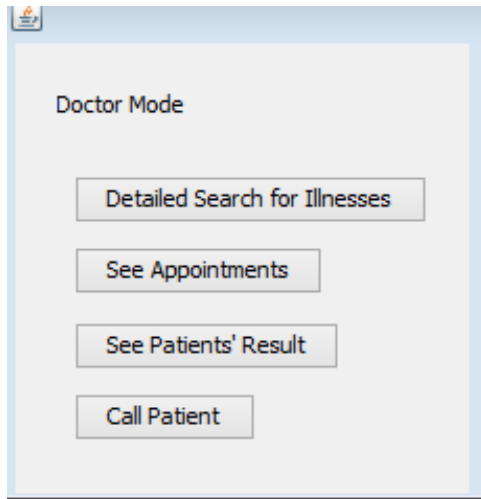 Doctor Mode
Detailed Search for Illnesses
See Appointments
See Patients' Result
Call Patient